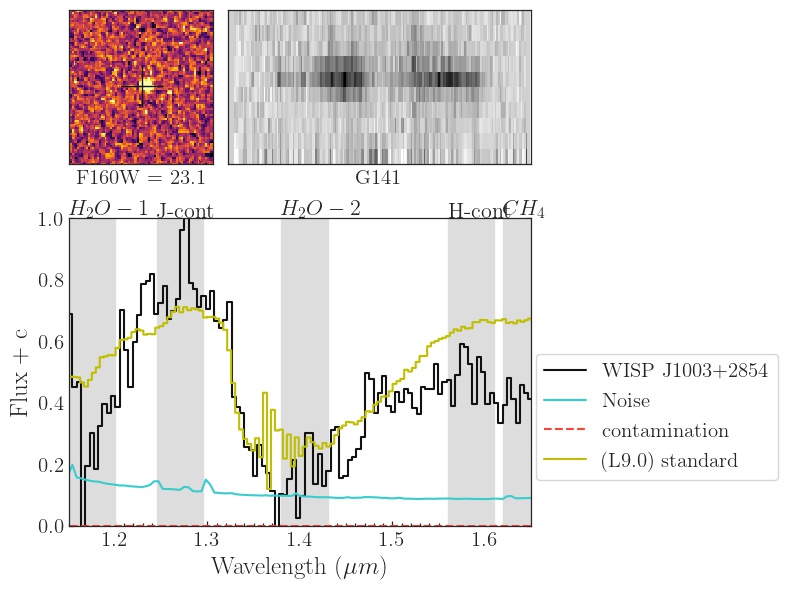 F160W = 23.1
G141
H₂O − 1 J-cont H₂O − 2 H-cont CH₄
1.0
0.8
0.6
0.4
0.2
0.0
Flux + c
1.2 1.3 1.4 1.5 1.6
Wavelength (μm)
WISP J1003+2854
Noise
contamination
(L9.0) standard